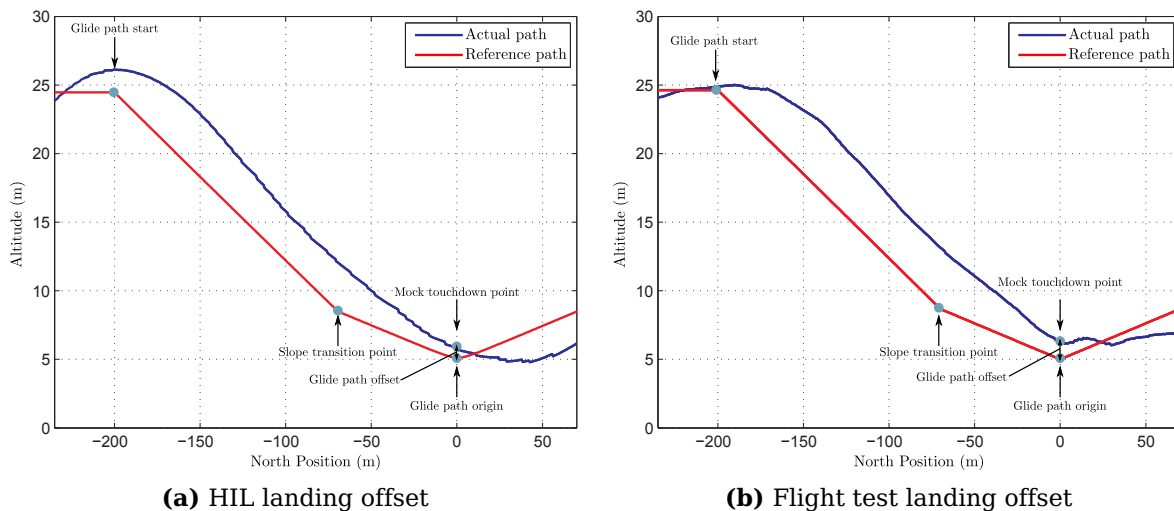 30
25
20
15
10
5
0
Altitude (m)
Glide path start
Actual path
Reference path
Mock touchdown point
Slope transition point
Glide path offset
Glide path origin
−200
−150
−100
−50
0
50
North Position (m)
(a) HIL landing offset
30
25
20
15
10
5
0
Altitude (m)
Glide path start
Actual path
Reference path
Mock touchdown point
Slope transition point
Glide path offset
Glide path origin
−200
−150
−100
−50
0
50
North Position (m)
(b) Flight test landing offset